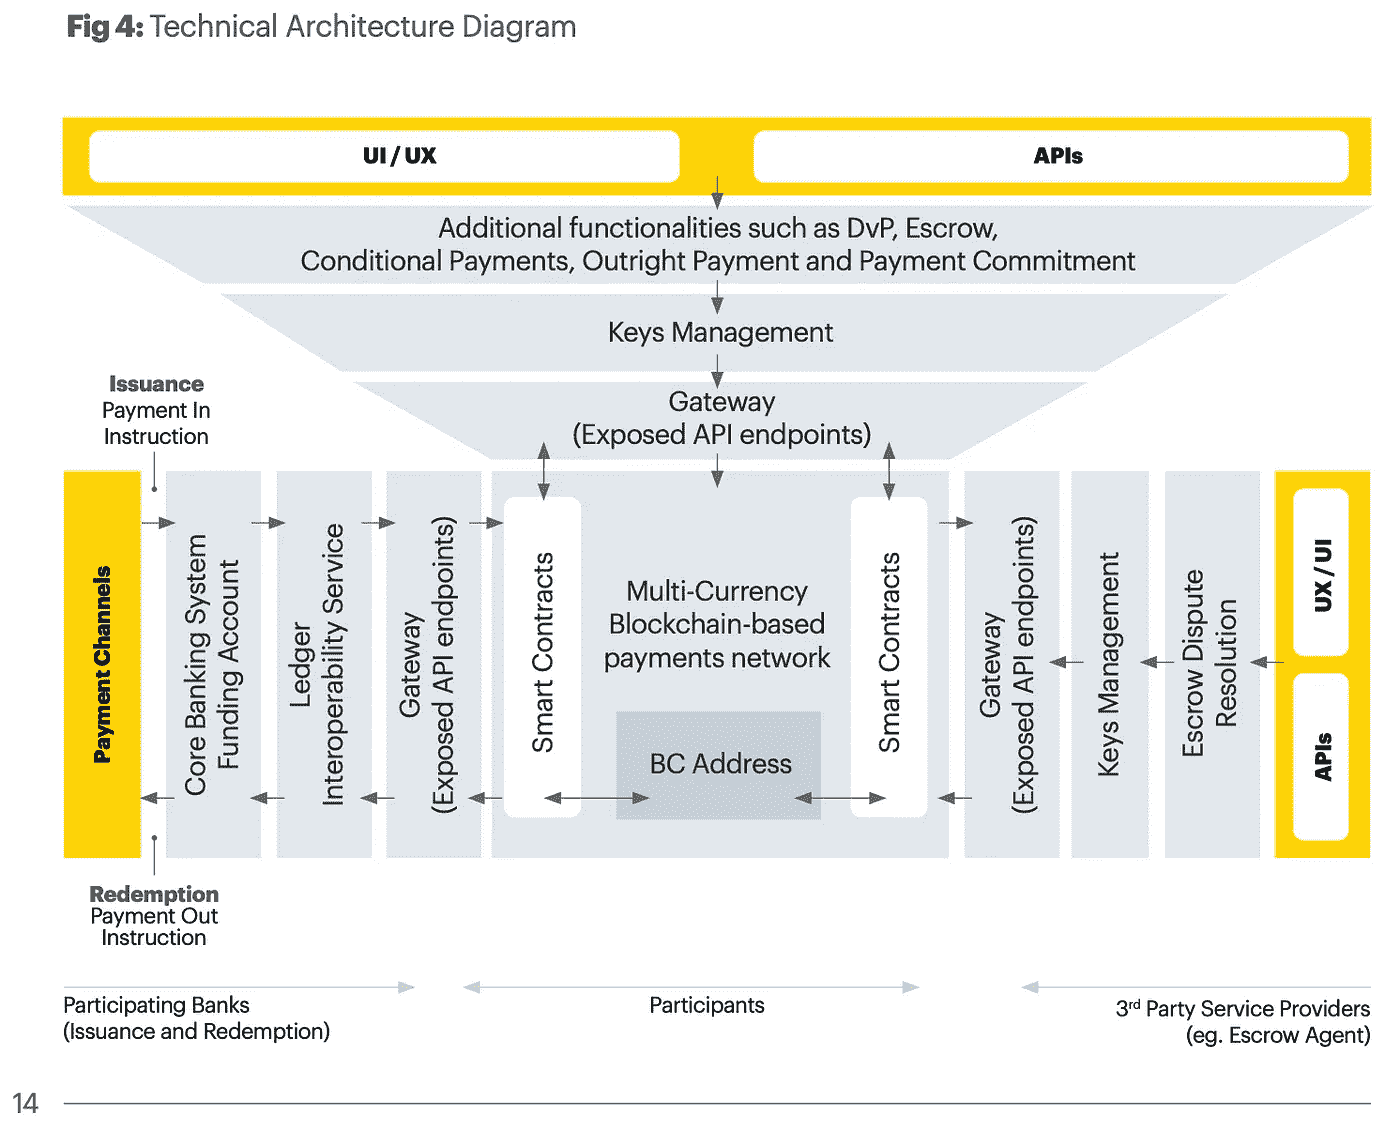 Fig 4: Technical Architecture Diagram
UI / UX
APIs
Additional functionalities such as DvP, Escrow,
Conditional Payments, Outright Payment and Payment Commitment
Keys Management
Gateway
(Exposed API endpoints)
Issuance
Payment In
Instruction
Payment Channels
Core Banking System
Funding Account
Ledger
Interoperability Service
Gateway
(Exposed API endpoints)
Smart Contracts
Multi-Currency
Blockchain-based
payments network
BC Address
Smart Contracts
Gateway
(Exposed API endpoints)
Keys Management
Escrow Dispute
Resolution
UX / UI
APIs
Redemption
Payment Out
Instruction
Participating Banks
(Issuance and Redemption)
Participants
3rd Party Service Providers
(eg. Escrow Agent)
14